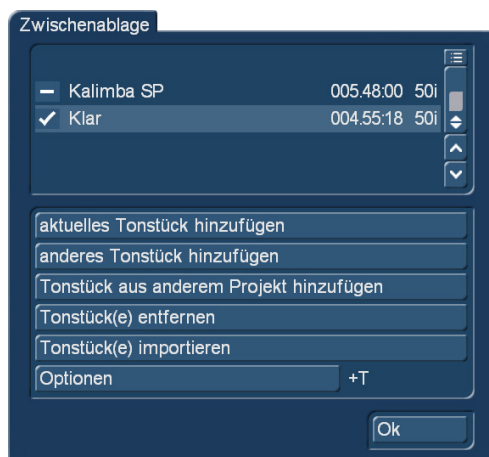 Zwischenablage
Kalimba SP 005.48:00 50i
Klar 004.55:18 50i
aktuelles Tonstück hinzufügen
anderes Tonstück hinzufügen
Tonstück aus anderem Projekt hinzufügen
Tonstück(e) entfernen
Tonstück(e) importieren
Optionen +T
Ok